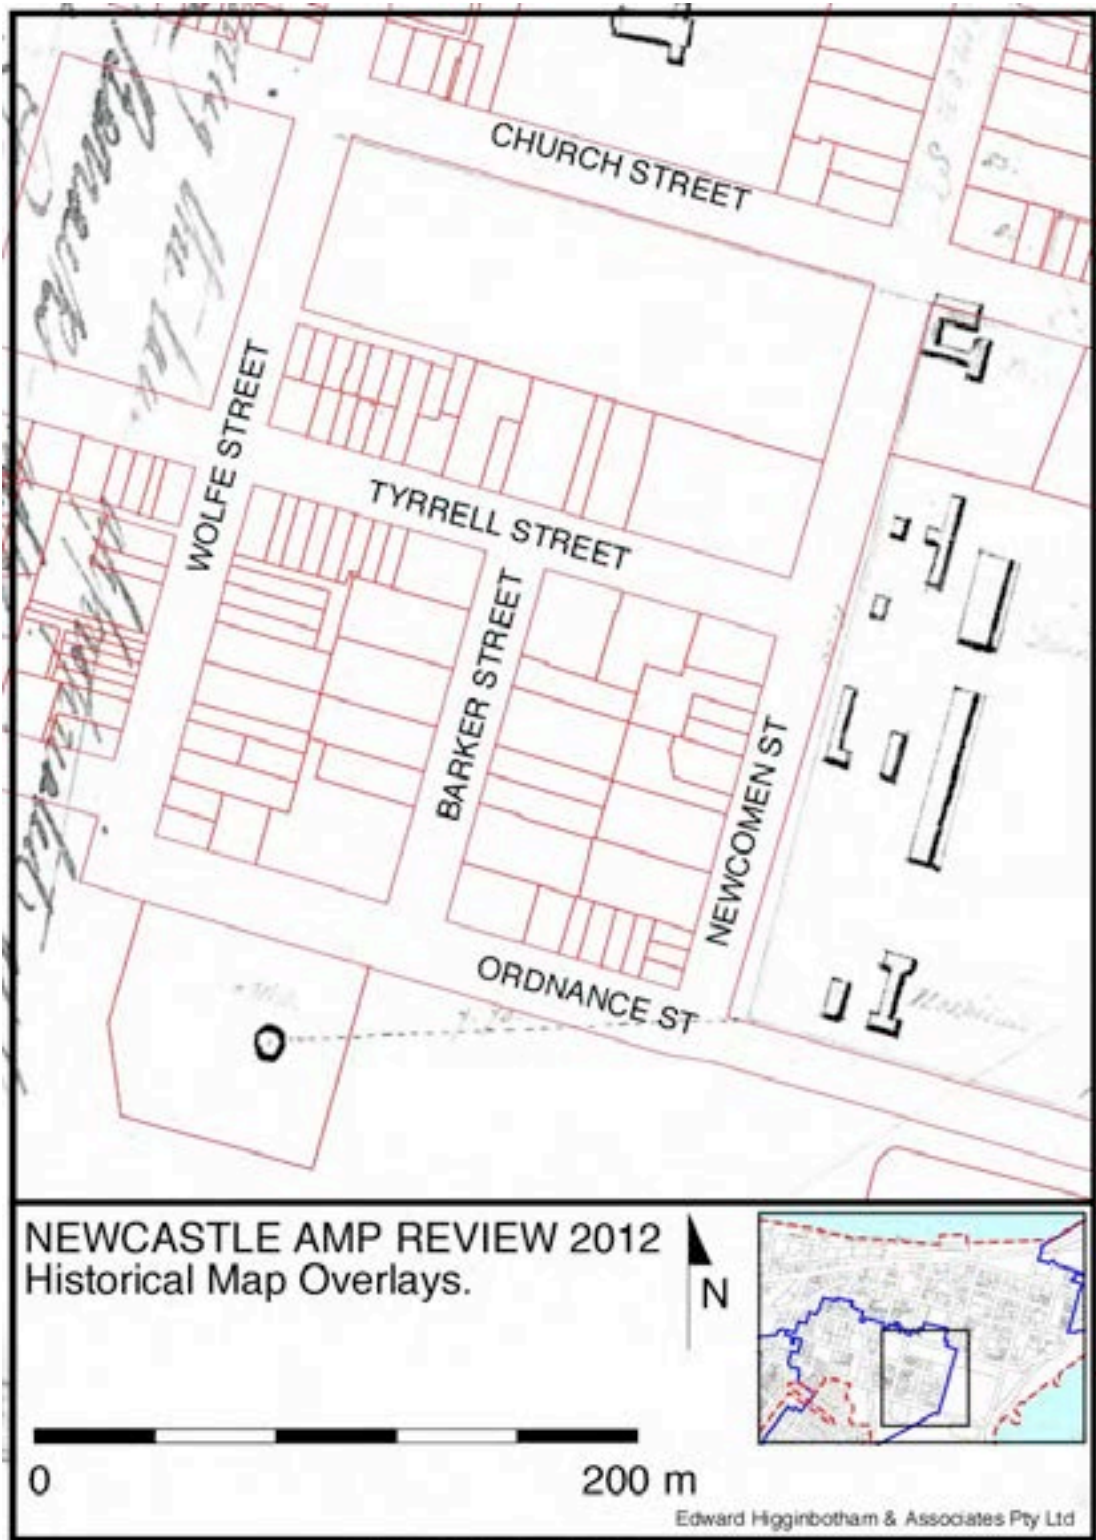 CHURCH STREET
WOLFE STREET
TYRRELL STREET
BARKER STREET
NEWCOMEN ST
ORDNANCE ST
NEWCASTLE AMP REVIEW 2012
Historical Map Overlays.
N
0
200 m
Edward Higginbotham & Associates Pty Ltd